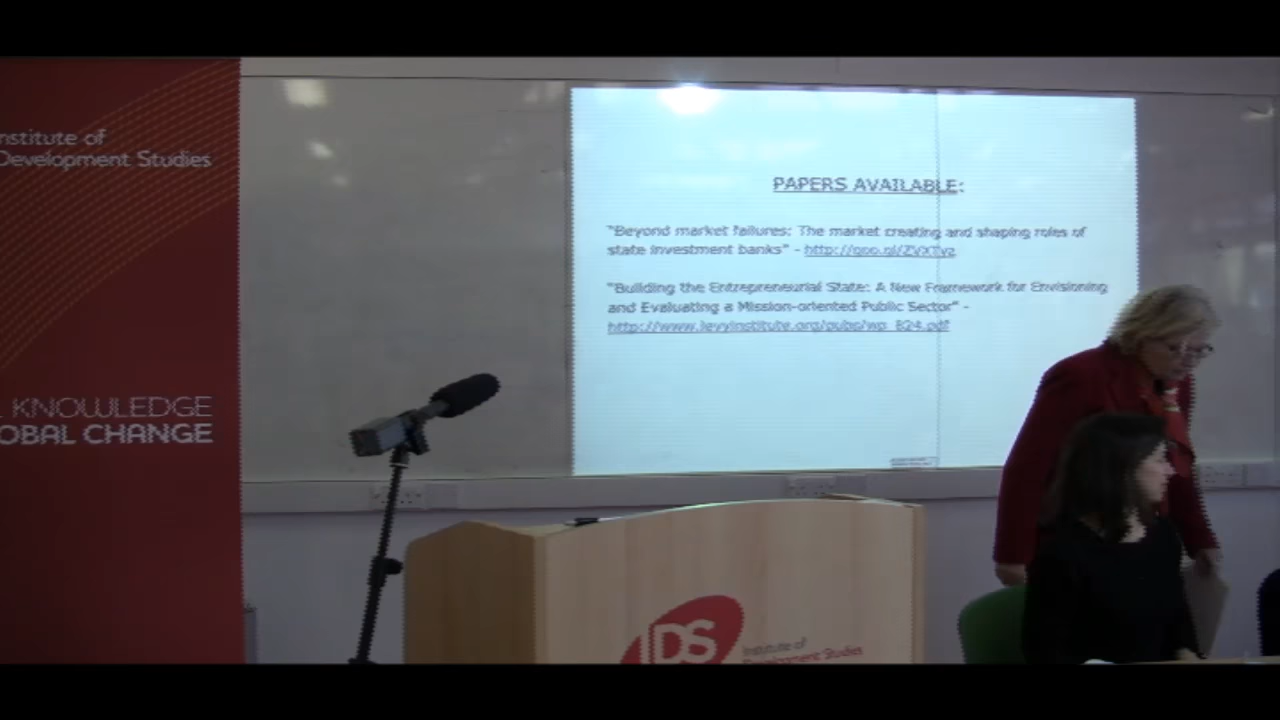 Institute of
Development Studies
KNOWLEDGE
OBAL CHANGE
PAPERS AVAILABLE:
"Beyond market failures: The market creating and shaping roles of
state investment banks" -
"Building the Entrepreneurial State: A New Framework for Envisioning
and Evaluating a Mission-oriented Public Sector" -
http://www.levyinstitute.org/pubs/wp_824.pdf
IDS
Institute of
Development Studies